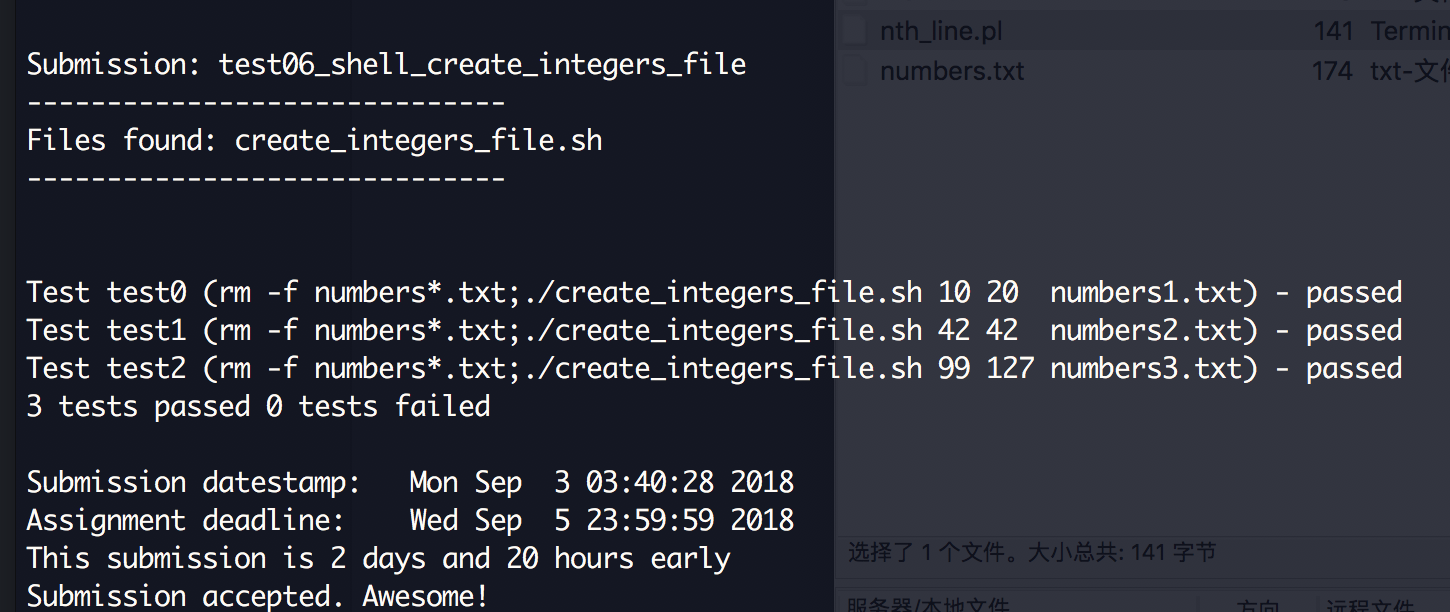 Submission: test06_shell_create_integers_file
------------------------------
Files found: create_integers_file.sh
------------------------------
Test test0 (rm -f numbers*.txt;./create_integers_file.sh 10 20  numbers1.txt) - passed
Test test1 (rm -f numbers*.txt;./create_integers_file.sh 42 42  numbers2.txt) - passed
Test test2 (rm -f numbers*.txt;./create_integers_file.sh 99 127 numbers3.txt) - passed
3 tests passed 0 tests failed
Submission datestamp:   Mon Sep  3 03:40:28 2018
Assignment deadline:    Wed Sep  5 23:59:59 2018
This submission is 2 days and 20 hours early
Submission accepted. Awesome!
nth_line.pl 141 Termin
numbers.txt 174 txt-文件
选择了 1 个文件。大小总共: 141 字节
服务器/本地文件 方向 远程文件